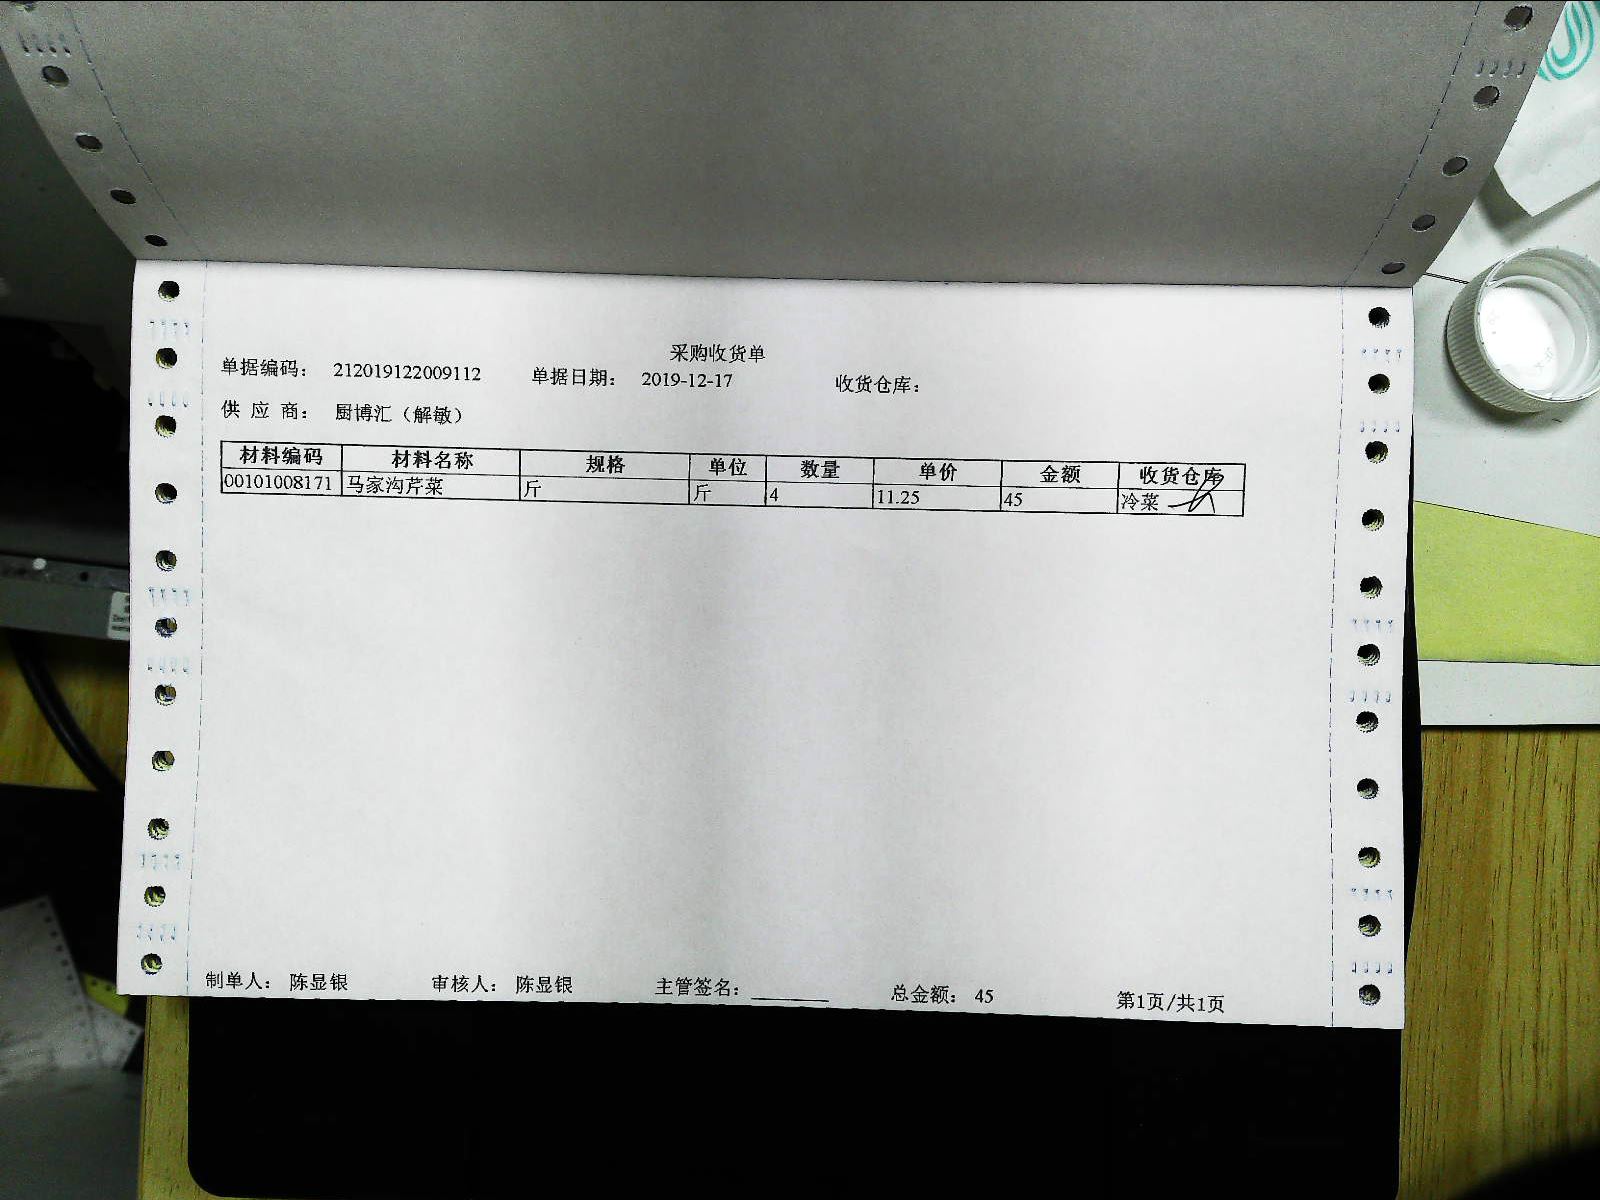 采购收货单
单据编码： 212019122009112 单据日期： 2019-12-17 收货仓库：
供 应 商： 厨博汇（解敏）
材料编码 材料名称 规格 单位 数量 单价 金额 收货仓库
00101008171 马家沟芹菜 斤 斤 4 11.25 45 冷菜
制单人： 陈显银 审核人： 陈显银 主管签名： 总金额： 45 第1页/共1页